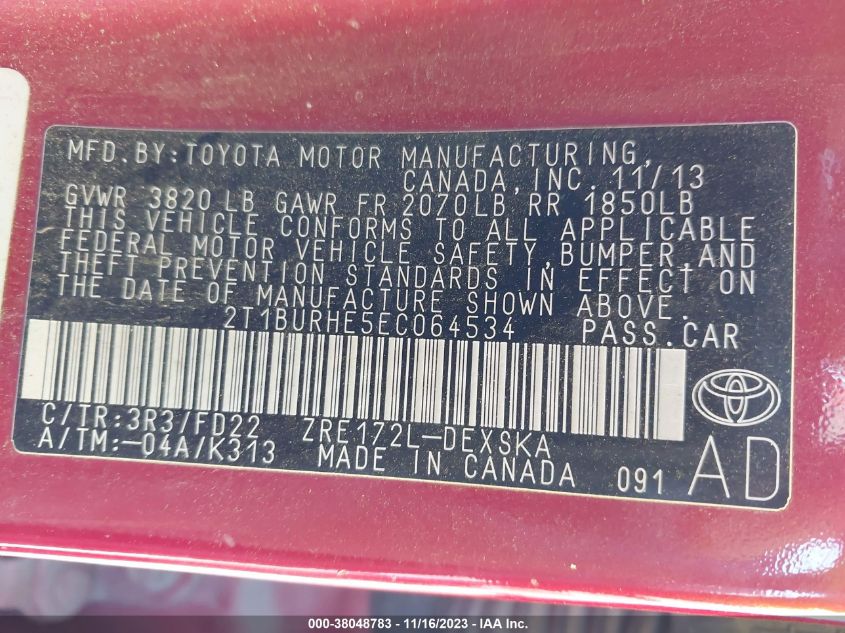 MFD.BY:TOYOTA MOTOR MANUFACTURING,
CANADA,INC. 11/13
GVWR 3820 LB GAWR FR 2070LB RR 1850LB
THIS VEHICLE CONFORMS TO ALL APPLICABLE
FEDERAL MOTOR VEHICLE SAFETY,BUMPER,AND
THEFT PREVENTION STANDARDS IN EFFECT ON
THE DATE OF MANUFACTURE SHOWN ABOVE.
2T1BURHE5EC064534 PASS.CAR
C/TR:3R3/FD22 ZRE172L-DEXSKA
A/TM:-04A/K313 MADE IN CANADA 091 AD
000-38048783 - 11/16/2023 - IAAI.com